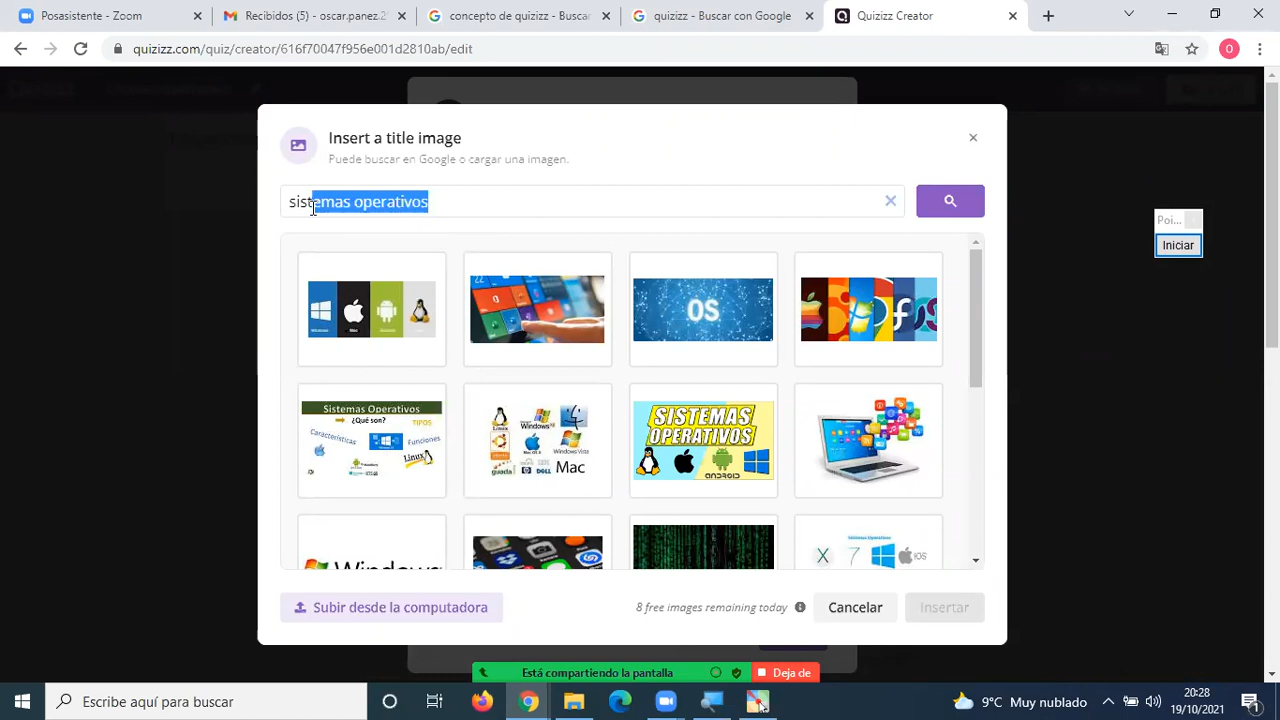 Posasistente - Zoom
Recibidos (5) - oscar.panez.2
concepto de quizizz - Buscar
quizizz - Buscar con Google
Quizizz Creator
quizizz.com/quiz/creator/616f70047f956e001d2810ab/edit
O
Insert a title image
Puede buscar en Google o cargar una imagen.
sistemas operativos
Poi...
Iniciar
OS
Sistemas Operativos
¿Qué son?
TIPOS
Características
Funciones
Linux
Mac
SISTEMAS
OPERATIVOS
ANDROID
Windows
X
7
iOS
Subir desde la computadora
8 free images remaining today
Cancelar
Insertar
Está compartiendo la pantalla
Deja de
Escribe aquí para buscar
9°C Muy nublado
20:28
19/10/2021